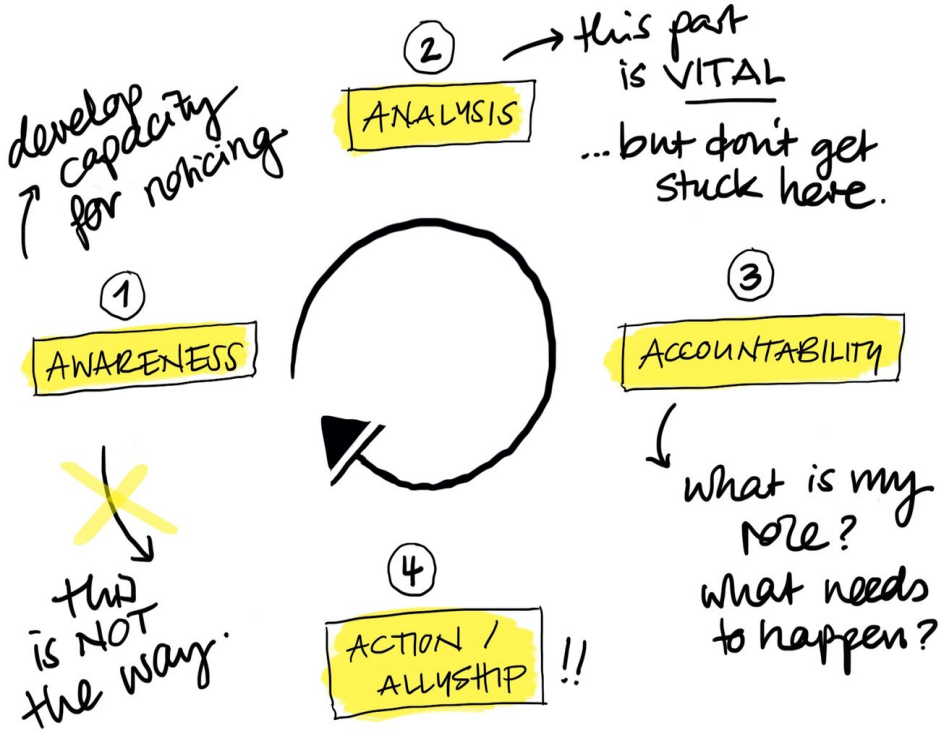 2
ANALYSIS
this part
is VITAL
...but don't get
stuck here.
develop
capacity
for noticing
1
AWARENESS
3
ACCOUNTABILITY
what is my
role?
what needs
to happen?
this
is NOT
the way.
4
ACTION /
ALLYSHIP
!!